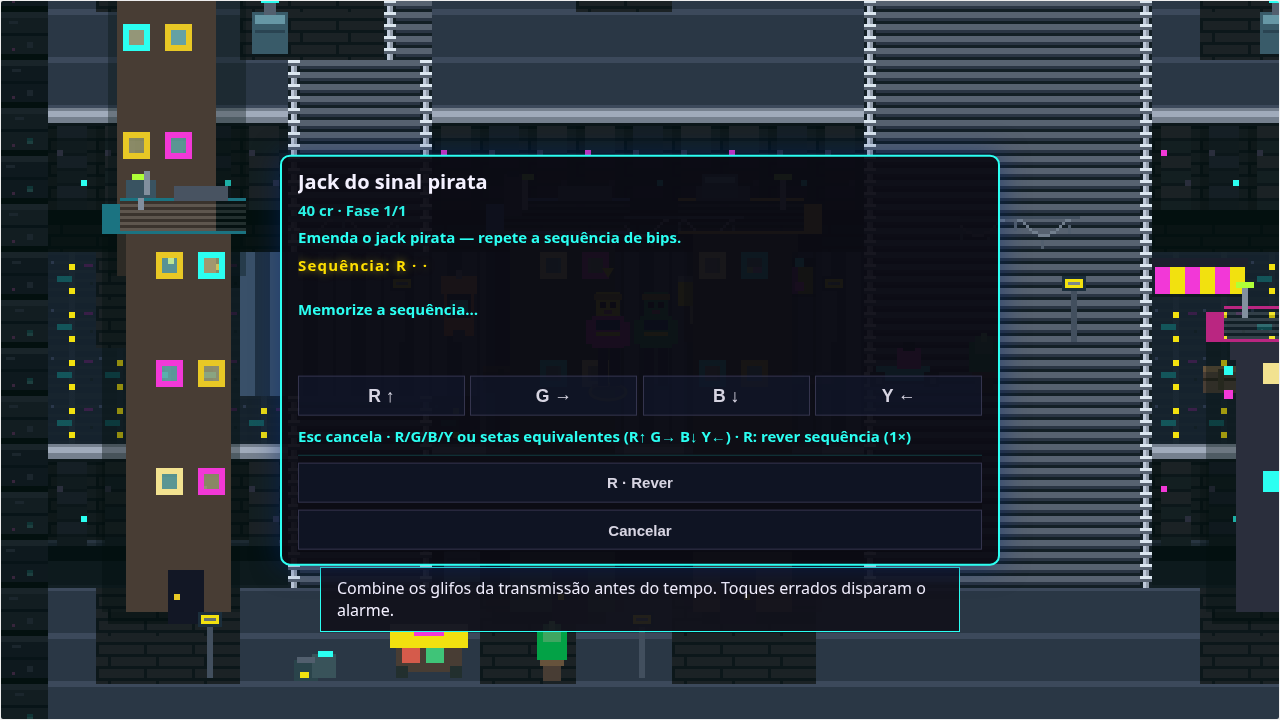 Jack do sinal pirata
40 cr · Fase 1/1
Emenda o jack pirata — repete a sequência de bips.
Sequência: R · ·
Memorize a sequência…
R ↑
G →
B ↓
Y ←
Esc cancela · R/G/B/Y ou setas equivalentes (R↑ G→ B↓ Y←) · R: rever sequência (1×)
R · Rever
Cancelar
Combine os glifos da transmissão antes do tempo. Toques errados disparam o
alarme.